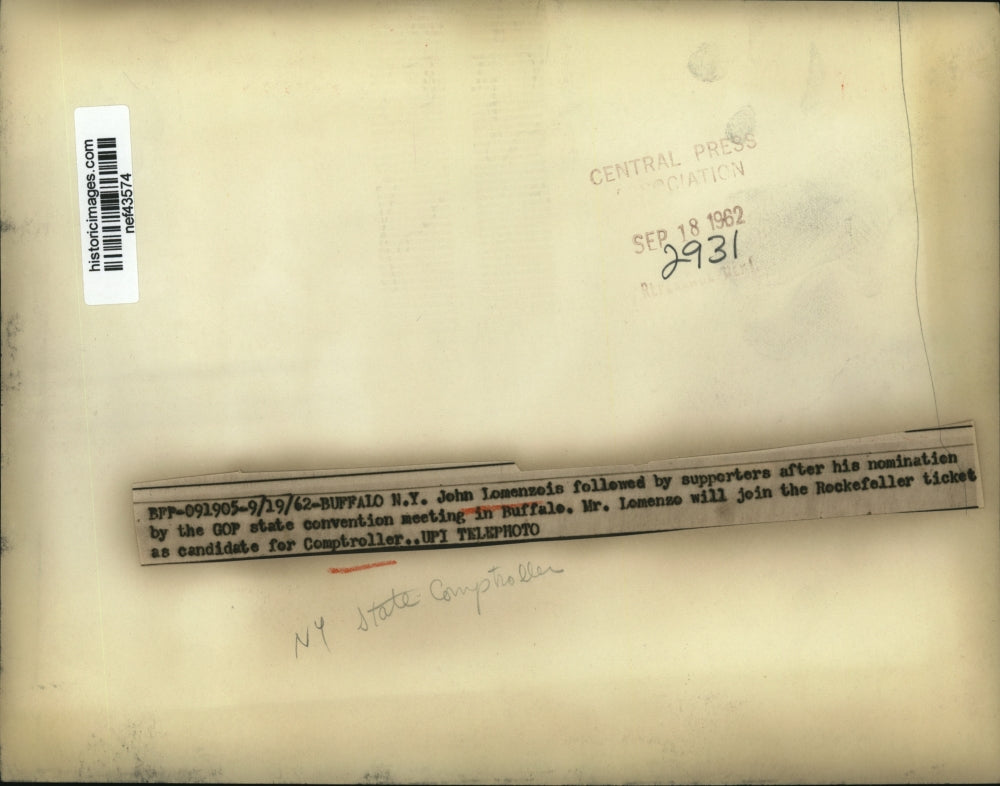 historicimages.com
nef43574
CENTRAL PRESS
SEP 18 1962
2931
BFF-091905-9/19/62-BUFFALO N.Y. John Lomenzois followed by supporters after his nomination
by the GOP state convention meeting in Buffalo. Mr. Lomenzo will join the Rockefeller ticket
as candidate for Comptroller..UPI TELEPHOTO
NY State Comptroller